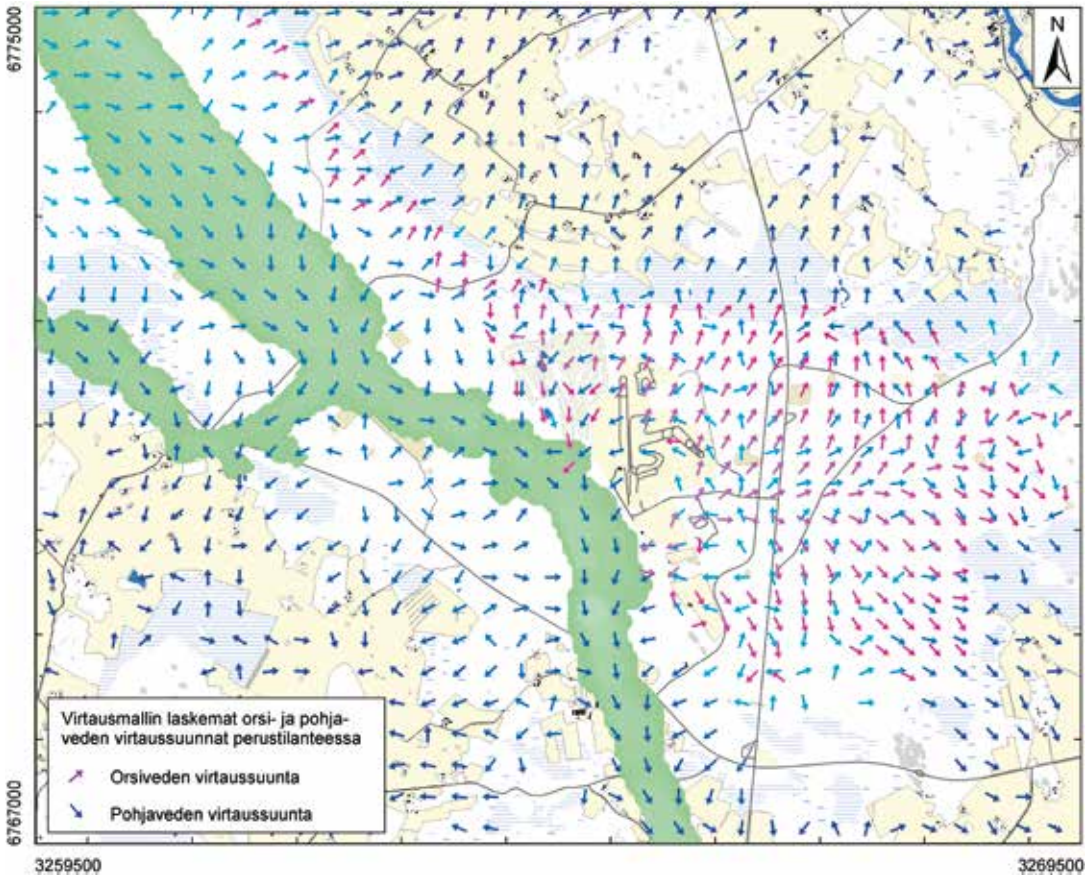 6775000
N
Virtausmallin laskemat orsi- ja pohja-
veden virtaussuunnat perustilanteessa
Orsiveden virtaussuunta
Pohjaveden virtaussuunta
6767000
3259500
3269500